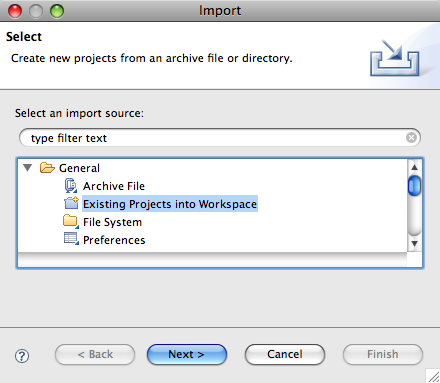 Import
Select
Create new projects from an archive file or directory.
Select an import source:
type filter text
General
Archive File
Existing Projects into Workspace
File System
Preferences
?
< Back
Next >
Cancel
Finish